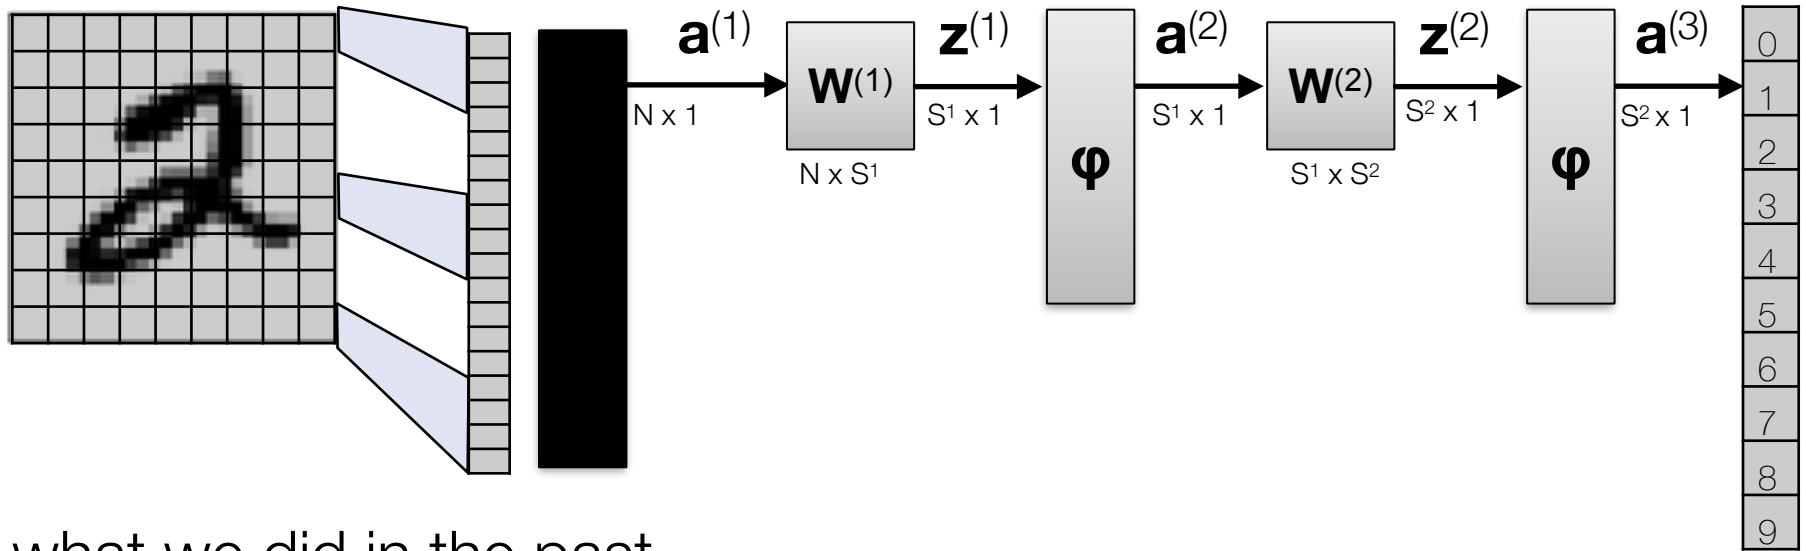 a(1)
N x 1
W(1)
N x S1
z(1)
S1 x 1
φ
a(2)
S1 x 1
W(2)
S1 x S2
z(2)
S2 x 1
φ
a(3)
S2 x 1
0
1
2
3
4
5
6
7
8
9
2
what we did in the past